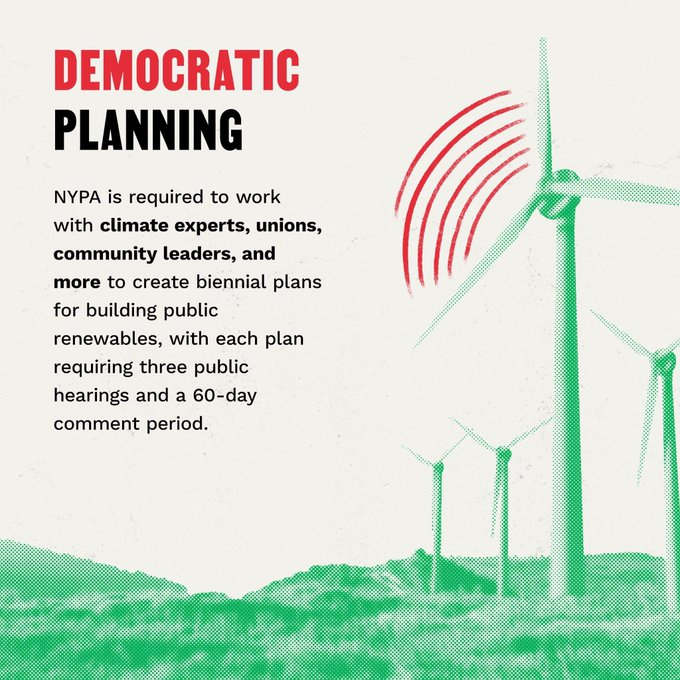 DEMOCRATIC
PLANNING
NYPA is required to work
with climate experts, unions,
community leaders, and
more to create biennial plans
for building public
renewables, with each plan
requiring three public
hearings and a 60-day
comment period.